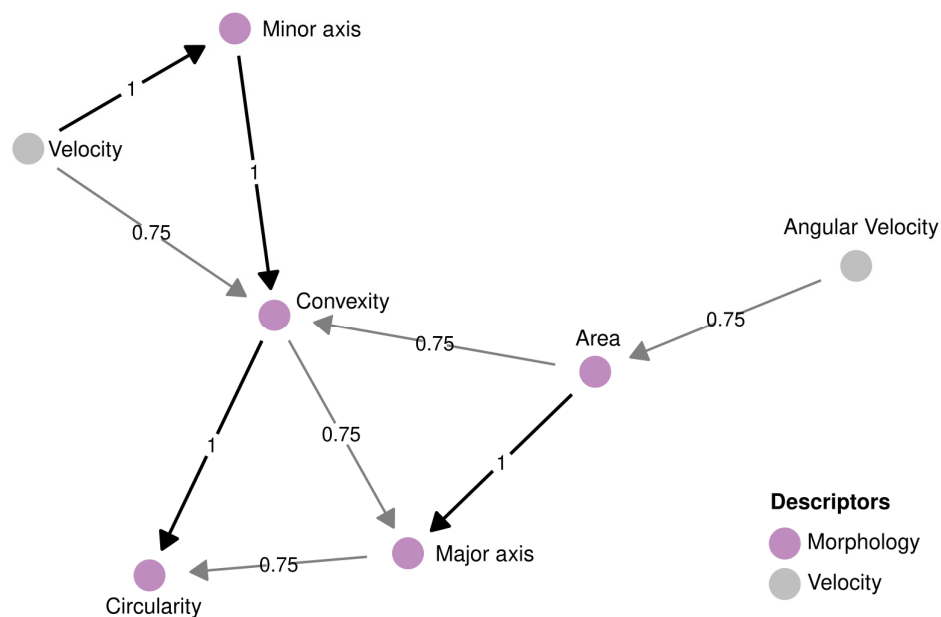 Minor axis
1
Velocity
1
Angular Velocity
0.75
Convexity
0.75
Area
0.75
0.75
1
1
Descriptors
Morphology
Major axis
0.75
Circularity
Velocity